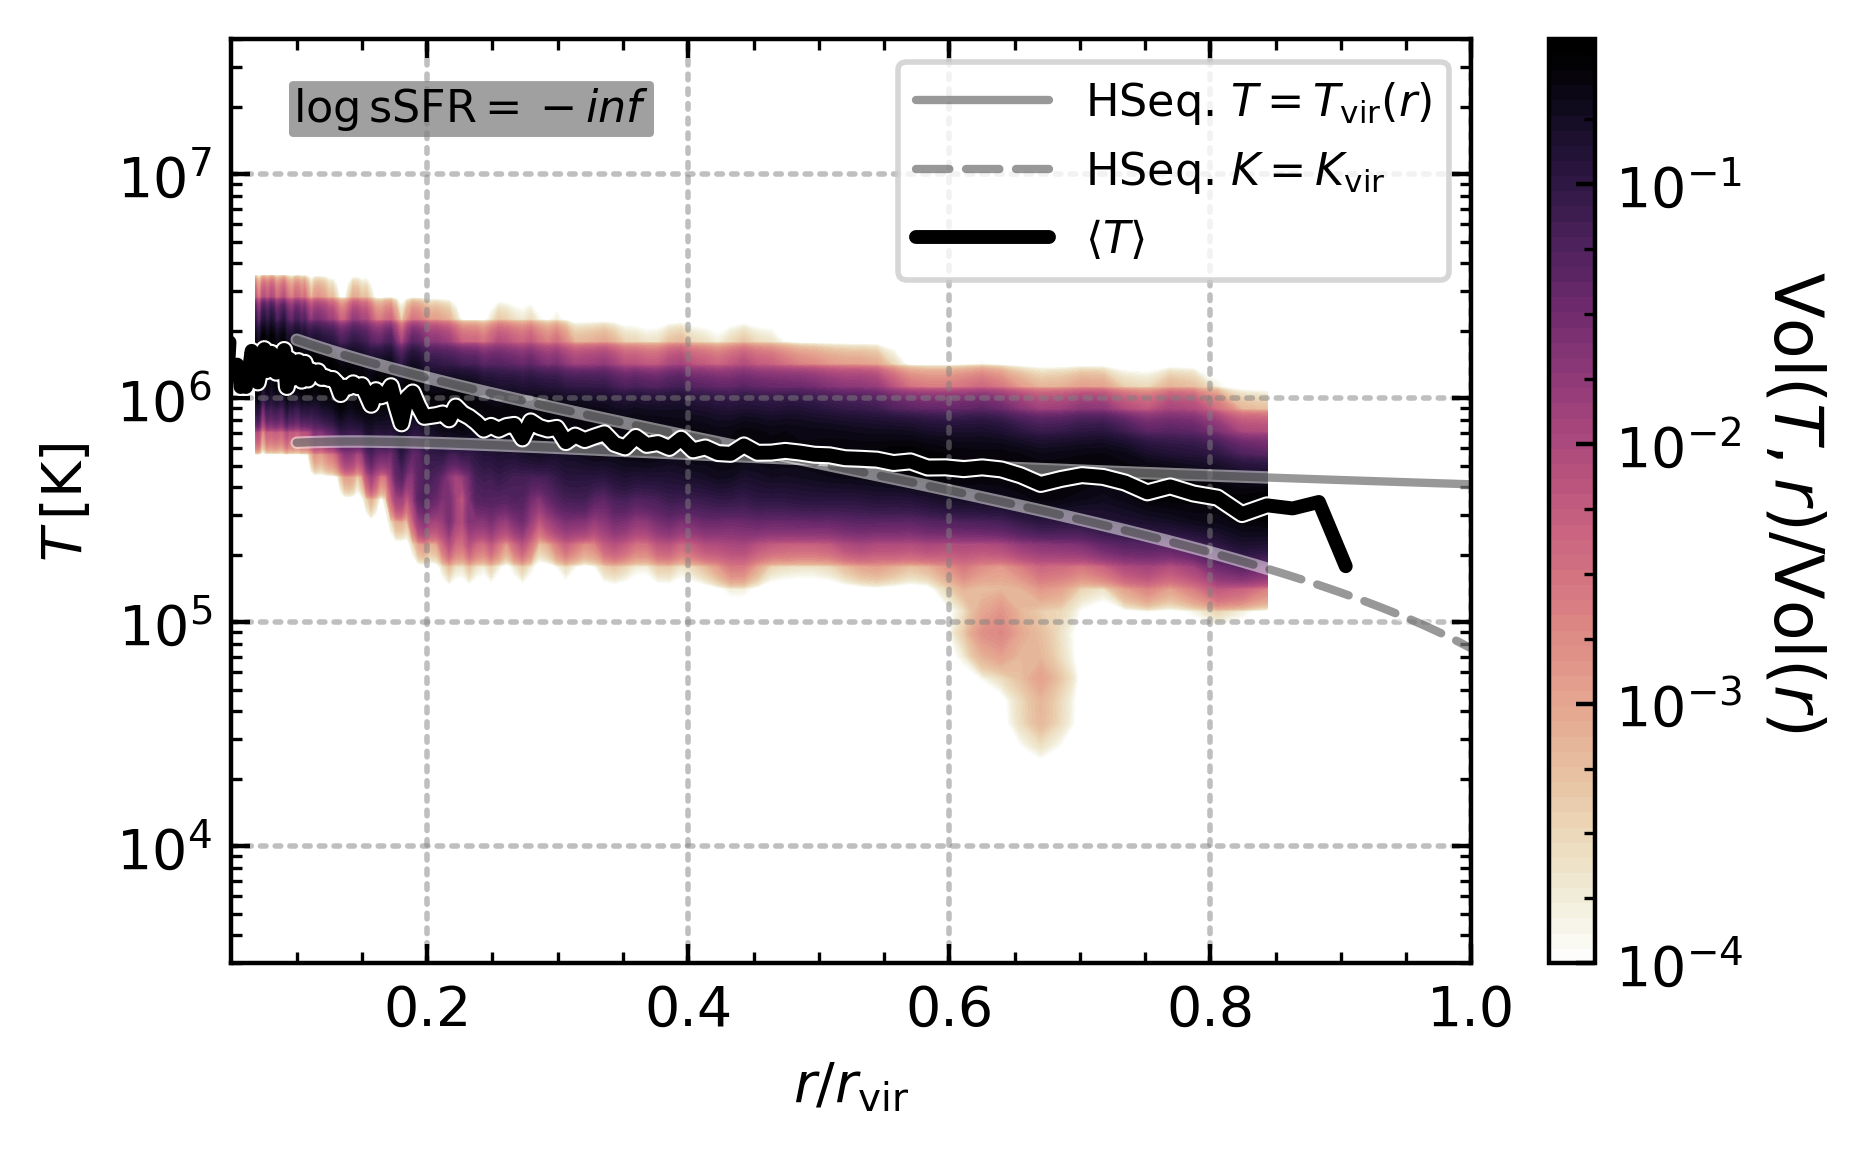 log sSFR = −inf
HSeq. T = T_vir(r)
HSeq. K = K_vir
⟨T⟩
10^7
10^6
10^5
10^4
T [K]
0.2 0.4 0.6 0.8 1.0
r/r_vir
10^−1
10^−2
10^−3
10^−4
Vol(T, r)/Vol(r)